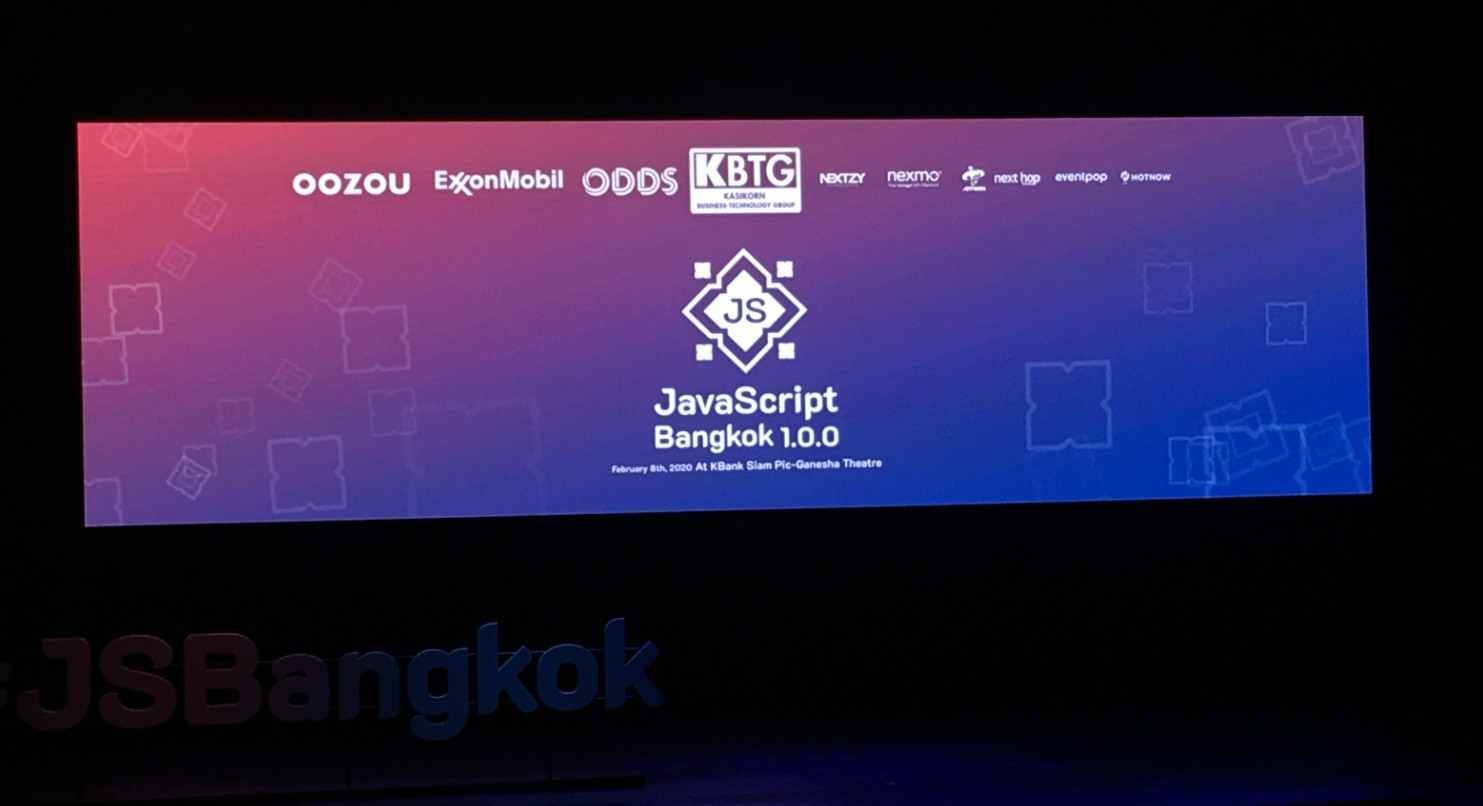 OOZOU ExxonMobil ODDS KBTG NEXTZY nexmo next hop eventpop HOTNOW
KASIKORN
BUSINESS-TECHNOLOGY GROUP
JS
JavaScript
Bangkok 1.0.0
February 8th, 2020 At KBank Siam Pic-Ganesha Theatre
#JSBangkok